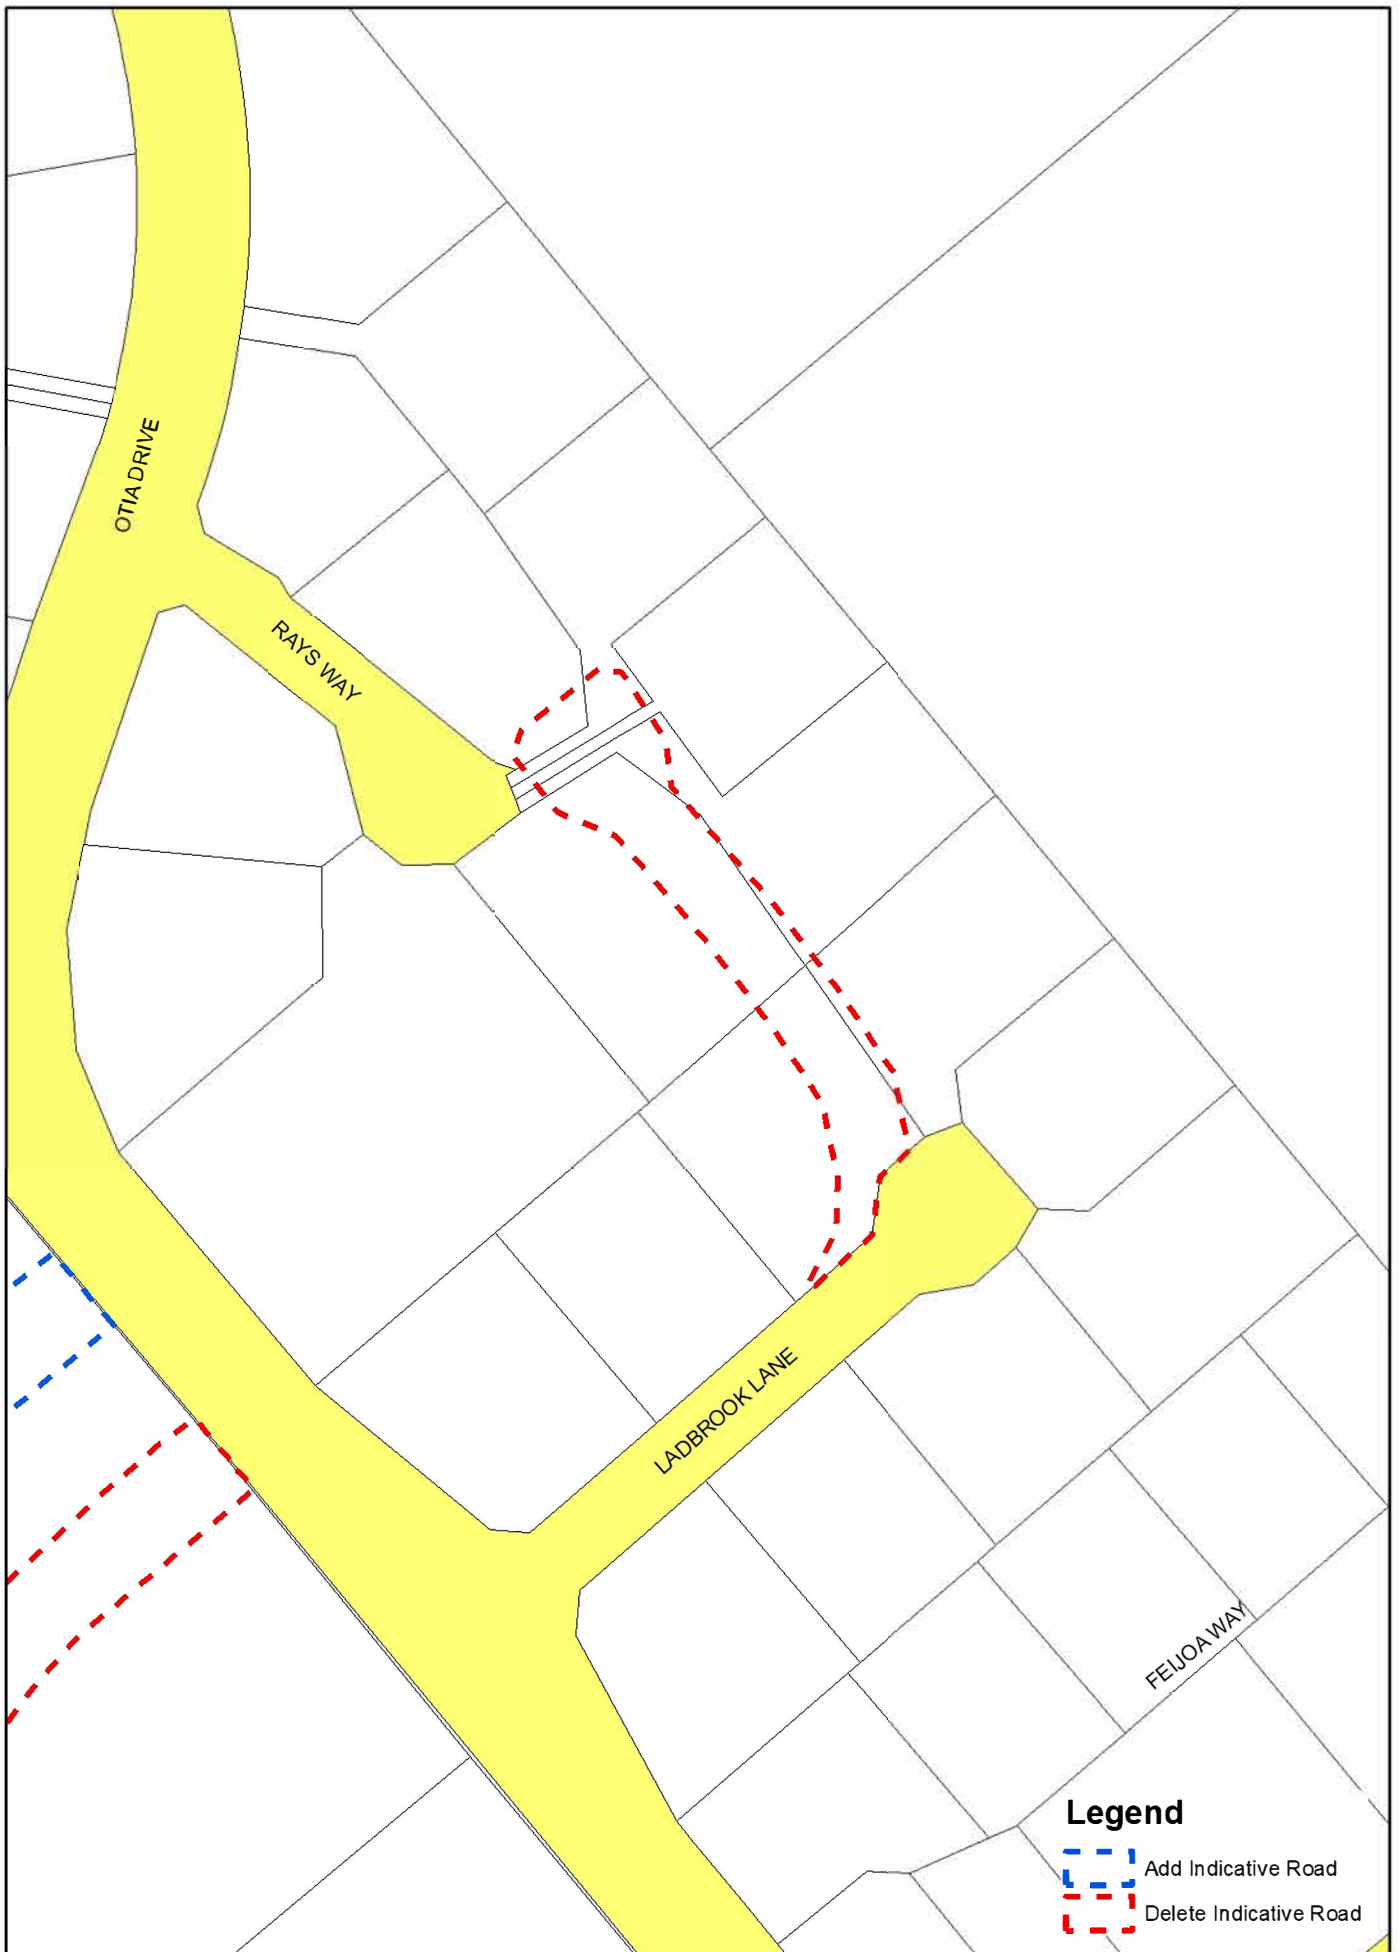 OTIA DRIVE
RAYS WAY
LADBROOK LANE
FEIJOA WAY
Legend
Add Indicative Road
Delete Indicative Road